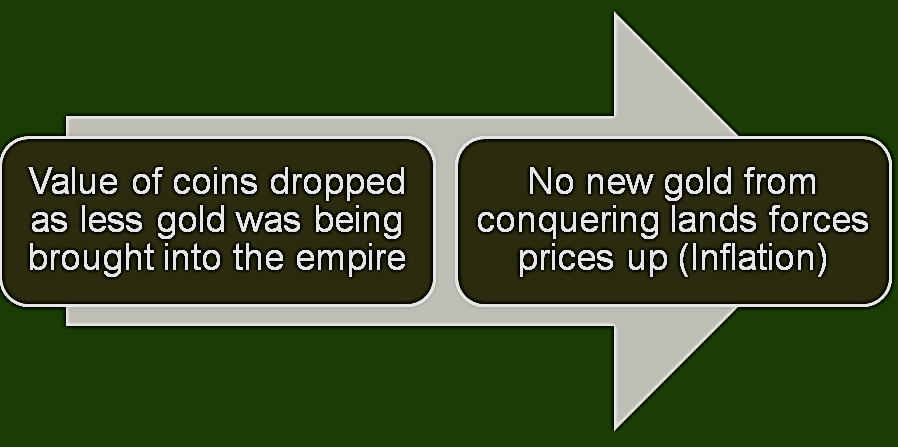 Value of coins dropped
as less gold was being
brought into the empire
No new gold from
conquering lands forces
prices up (Inflation)